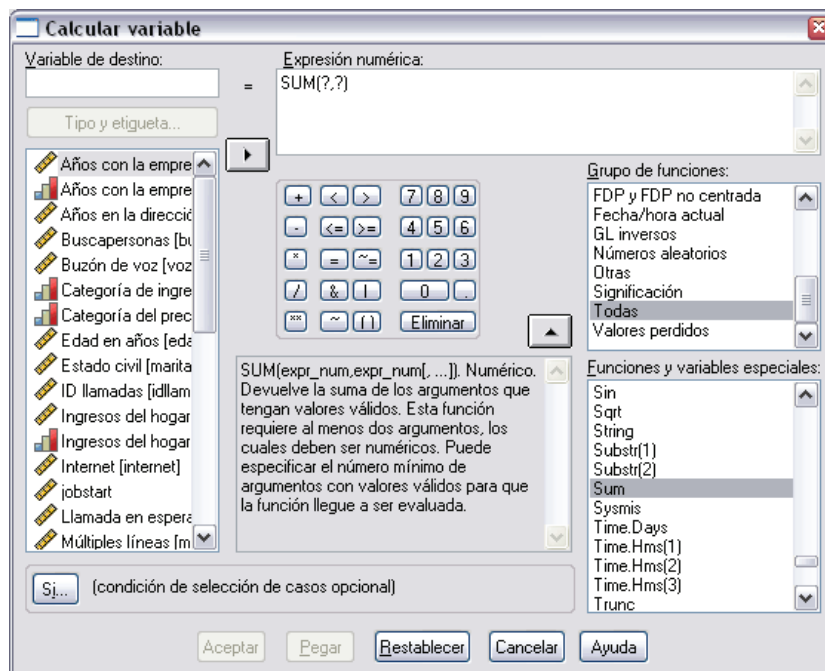 Calcular variable
Variable de destino:
Expresión numérica:
=
SUM(?,?)
Tipo y etiqueta...
Años con la empre
Años con la empre
Años en la direcció
Buscapersonas [bu
Buzón de voz [voz
Categoría de ingre
Categoría del prec
Edad en años [eda
Estado civil [marita
ID llamadas [idllam
Ingresos del hogar
Ingresos del hogar
Internet [internet]
jobstart
Llamada en espera
Múltiples líneas [m
+ < > 7 8 9
- <= >= 4 5 6
* = ~= 1 2 3
/ & | 0 .
** ~ () Eliminar
Grupo de funciones:
FDP y FDP no centrada
Fecha/hora actual
GL inversos
Números aleatorios
Otras
Significación
Todas
Valores perdidos
SUM(expr_num,expr_num[, ...]). Numérico.
Devuelve la suma de los argumentos que
tengan valores válidos. Esta función
requiere al menos dos argumentos, los
cuales deben ser numéricos. Puede
especificar el número mínimo de
argumentos con valores válidos para que
la función llegue a ser evaluada.
Funciones y variables especiales:
Sin
Sqrt
String
Substr(1)
Substr(2)
Sum
Sysmis
Time.Days
Time.Hms(1)
Time.Hms(2)
Time.Hms(3)
Trunc
Si... (condición de selección de casos opcional)
Aceptar Pegar Restablecer Cancelar Ayuda